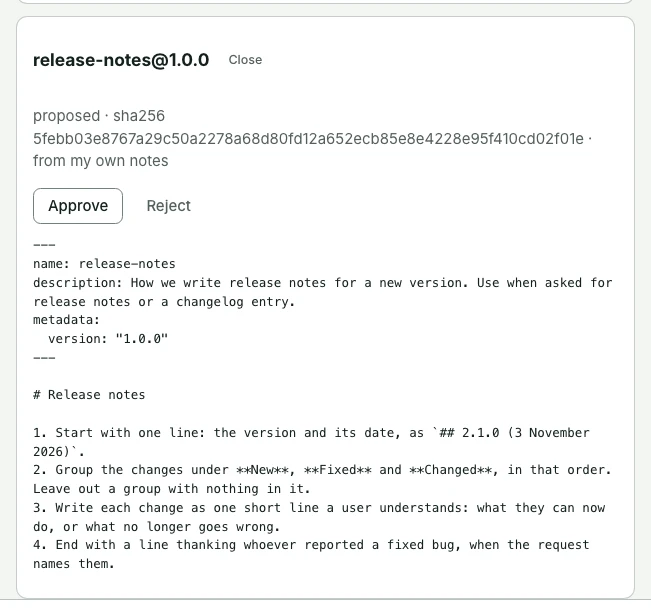 release-notes@1.0.0 Close
proposed · sha256
5febb03e8767a29c50a2278a68d80fd12a652ecb85e8e4228e95f410cd02f01e ·
from my own notes
Approve Reject
---
name: release-notes
description: How we write release notes for a new version. Use when asked for
release notes or a changelog entry.
metadata:
  version: "1.0.0"
---
# Release notes
1. Start with one line: the version and its date, as `## 2.1.0 (3 November
2026)`.
2. Group the changes under **New**, **Fixed** and **Changed**, in that order.
Leave out a group with nothing in it.
3. Write each change as one short line a user understands: what they can now
do, or what no longer goes wrong.
4. End with a line thanking whoever reported a fixed bug, when the request
names them.